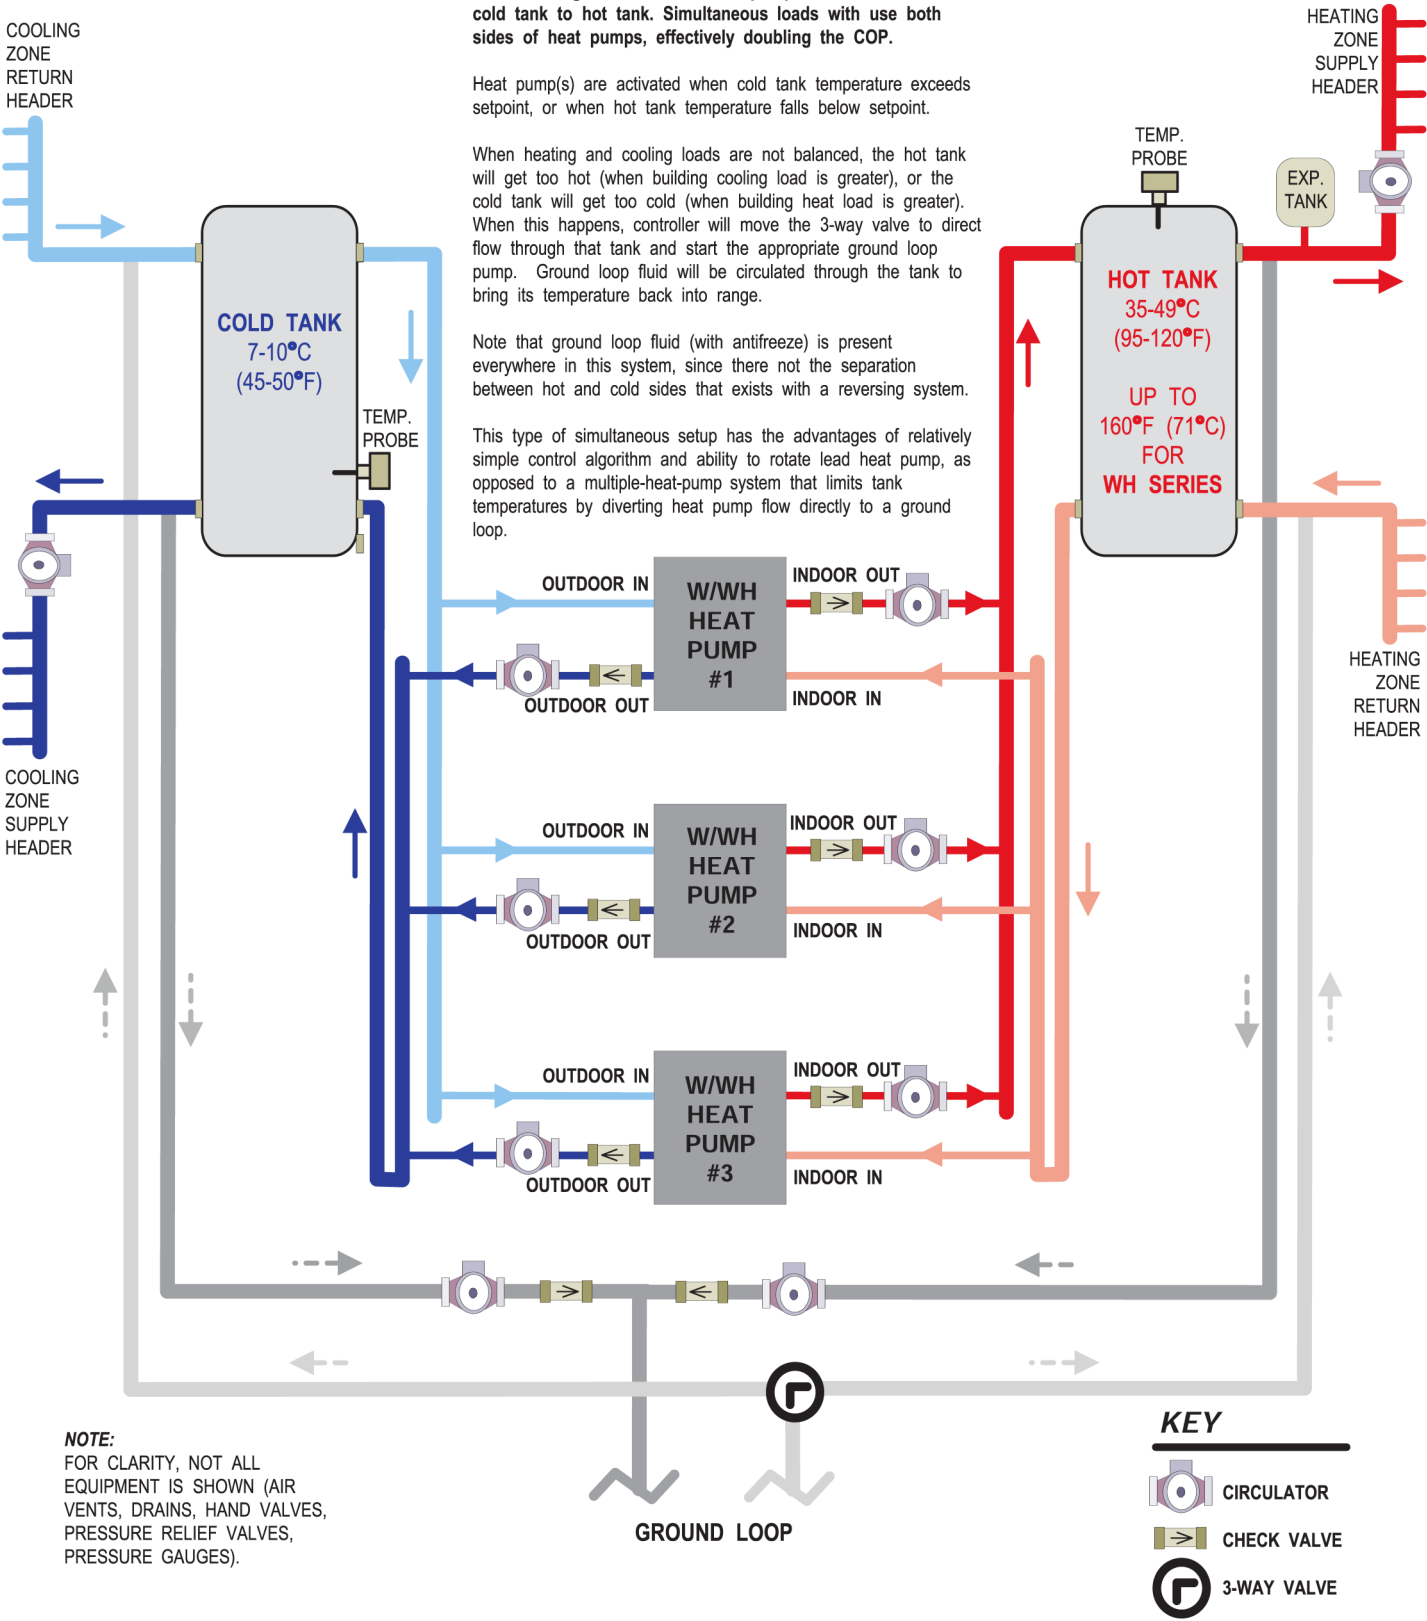 cold tank to hot tank. Simultaneous loads with use both
sides of heat pumps, effectively doubling the COP.
Heat pump(s) are activated when cold tank temperature exceeds
setpoint, or when hot tank temperature falls below setpoint.
When heating and cooling loads are not balanced, the hot tank
will get too hot (when building cooling load is greater), or the
cold tank will get too cold (when building heat load is greater).
When this happens, controller will move the 3-way valve to direct
flow through that tank and start the appropriate ground loop
pump. Ground loop fluid will be circulated through the tank to
bring its temperature back into range.
Note that ground loop fluid (with antifreeze) is present
everywhere in this system, since there not the separation
between hot and cold sides that exists with a reversing system.
This type of simultaneous setup has the advantages of relatively
simple control algorithm and ability to rotate lead heat pump, as
opposed to a multiple-heat-pump system that limits tank
temperatures by diverting heat pump flow directly to a ground
loop.
COOLING
ZONE
RETURN
HEADER
HEATING
ZONE
SUPPLY
HEADER
TEMP.
PROBE
EXP.
TANK
COLD TANK
7-10°C
(45-50°F)
TEMP.
PROBE
HOT TANK
35-49°C
(95-120°F)
UP TO
160°F (71°C)
FOR
WH SERIES
COOLING
ZONE
SUPPLY
HEADER
HEATING
ZONE
RETURN
HEADER
OUTDOOR IN
OUTDOOR OUT
W/WH
HEAT
PUMP
#1
INDOOR OUT
INDOOR IN
OUTDOOR IN
OUTDOOR OUT
W/WH
HEAT
PUMP
#2
INDOOR OUT
INDOOR IN
OUTDOOR IN
OUTDOOR OUT
W/WH
HEAT
PUMP
#3
INDOOR OUT
INDOOR IN
GROUND LOOP
NOTE:
FOR CLARITY, NOT ALL
EQUIPMENT IS SHOWN (AIR
VENTS, DRAINS, HAND VALVES,
PRESSURE RELIEF VALVES,
PRESSURE GAUGES).
KEY
CIRCULATOR
CHECK VALVE
3-WAY VALVE